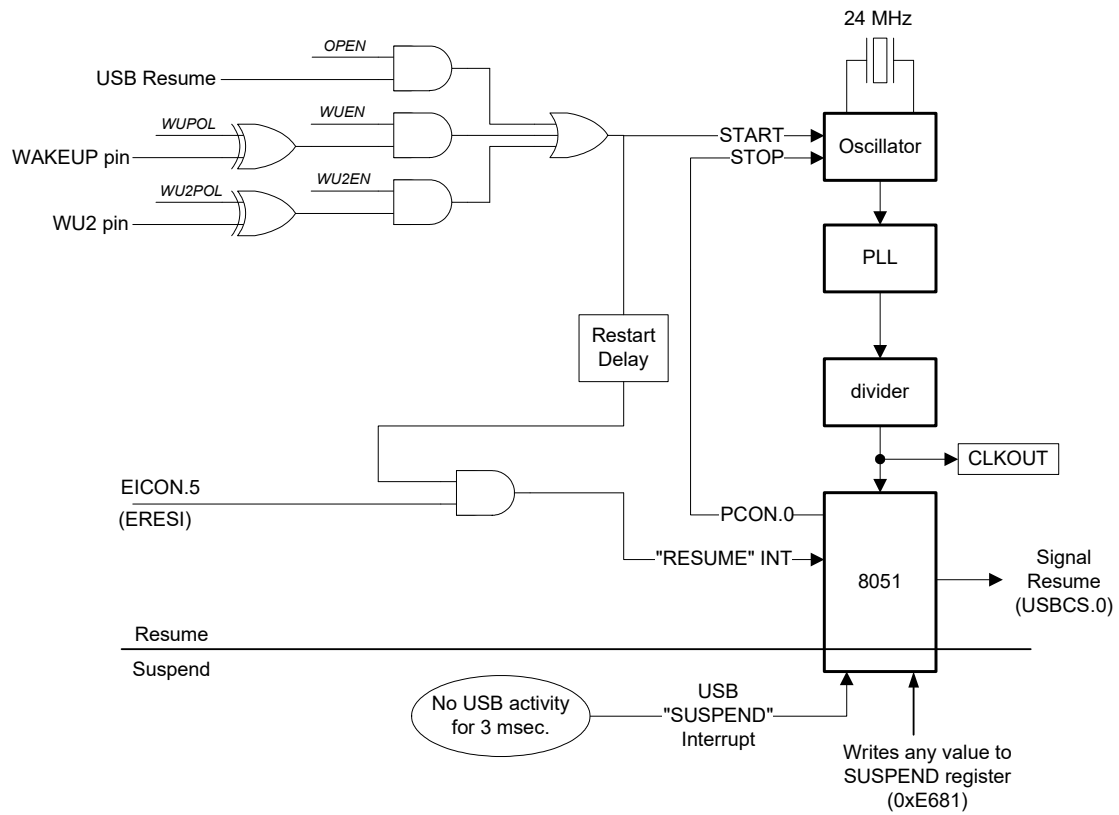 24 MHz
OPEN
USB Resume
WUPOL
WUEN
WAKEUP pin
START
STOP
Oscillator
WU2POL
WU2EN
WU2 pin
PLL
Restart
Delay
divider
CLKOUT
EICON.5
(ERESI)
PCON.0
"RESUME" INT
8051
Signal
Resume
(USBCS.0)
Resume
Suspend
No USB activity
for 3 msec.
USB
"SUSPEND"
Interrupt
Writes any value to
SUSPEND register
(0xE681)